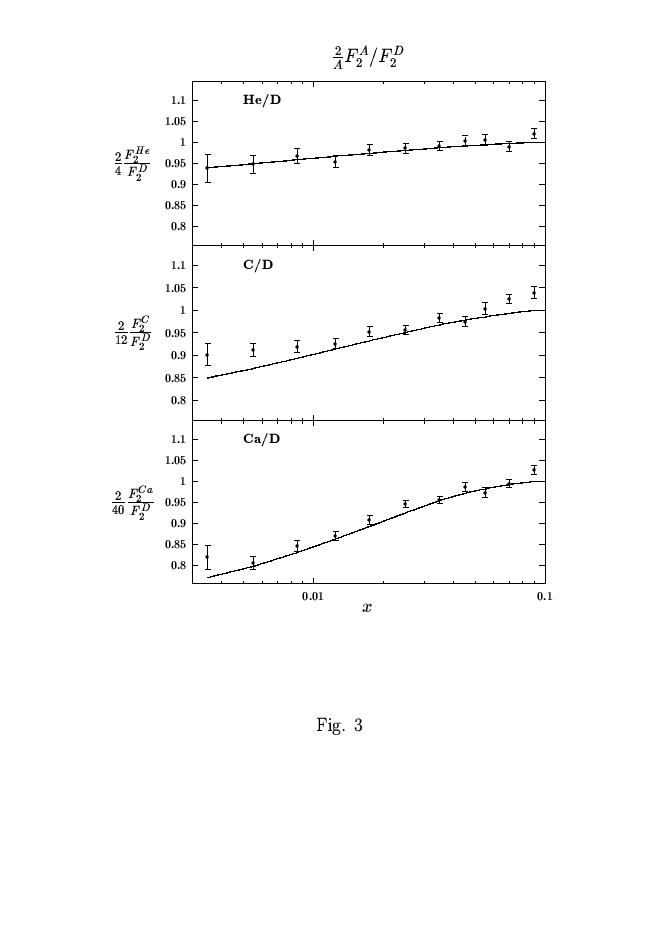 2/A F_2^A/F_2^D
He/D
1.1
1.05
1
0.95
0.9
0.85
0.8
2/4 F_2^{He}/F_2^D
C/D
1.1
1.05
1
0.95
0.9
0.85
0.8
2/12 F_2^C/F_2^D
Ca/D
1.1
1.05
1
0.95
0.9
0.85
0.8
2/40 F_2^{Ca}/F_2^D
0.01 0.1
x
Fig. 3